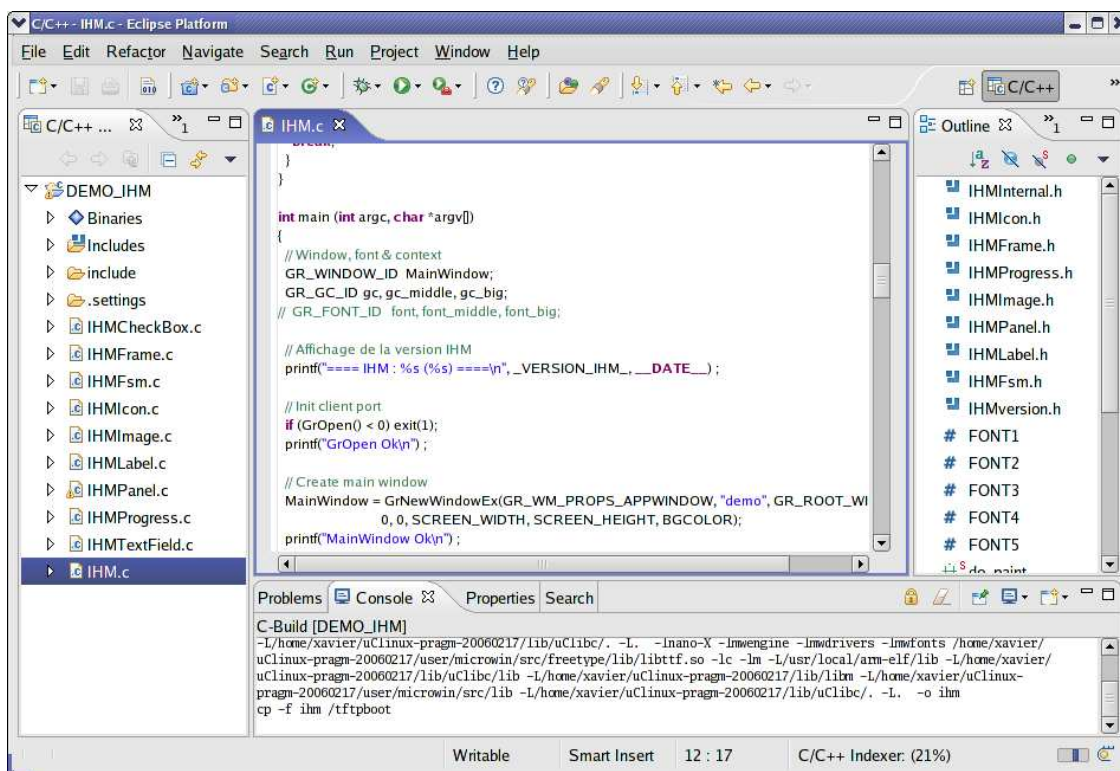 C/C++ - IHM.c - Eclipse Platform
File Edit Refactor Navigate Search Run Project Window Help
C/C++
C/C++ ...
»1
DEMO_IHM
Binaries
Includes
include
.settings
IHMCheckBox.c
IHMFrame.c
IHMFsm.c
IHMIcon.c
IHMImage.c
IHMLabel.c
IHMPanel.c
IHMProgress.c
IHMTextField.c
IHM.c
IHM.c
break;
}
}
int main (int argc, char *argv[])
{
// Window, font & context
GR_WINDOW_ID MainWindow;
GR_GC_ID gc, gc_middle, gc_big;
// GR_FONT_ID font, font_middle, font_big;
// Affichage de la version IHM
printf("==== IHM : %s (%s) ====\n", _VERSION_IHM_, __DATE__) ;
// Init client port
if (GrOpen() < 0) exit(1);
printf("GrOpen Ok\n") ;
// Create main window
MainWindow = GrNewWindowEx(GR_WM_PROPS_APPWINDOW, "demo", GR_ROOT_WI
0, 0, SCREEN_WIDTH, SCREEN_HEIGHT, BGCOLOR);
printf("MainWindow Ok\n") ;
Outline
»1
IHMInternal.h
IHMIcon.h
IHMFrame.h
IHMProgress.h
IHMImage.h
IHMPanel.h
IHMLabel.h
IHMFsm.h
IHMversion.h
# FONT1
# FONT2
# FONT3
# FONT4
# FONT5
do_paint
Problems Console Properties Search
C-Build [DEMO_IHM]
-L/home/xavier/uClinux-pragm-20060217/lib/uClibc/. -L. -lnano-X -lmwengine -lmwdrivers -lmwfonts /home/xavier/
uClinux-pragm-20060217/user/microwin/src/freetype/lib/libttf.so -lc -lm -L/usr/local/arm-elf/lib -L/home/xavier/
uClinux-pragm-20060217/lib/uClibc/lib -L/home/xavier/uClinux-pragm-20060217/lib/libm -L/home/xavier/uClinux-
pragm-20060217/user/microwin/src/lib -L/home/xavier/uClinux-pragm-20060217/lib/uClibc/. -L. -o ihm
cp -f ihm /tftpboot
Writable Smart Insert 12 : 17 C/C++ Indexer: (21%)